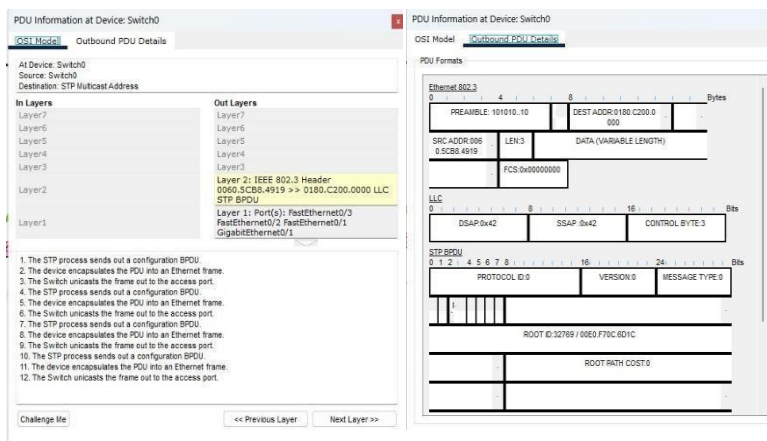 PDU Information at Device: Switch0
x
OSI Model Outbound PDU Details
At Device: Switch0
Source: Switch0
Destination: STP Multicast Address
In Layers
Layer7
Layer6
Layer5
Layer4
Layer3
Layer2
Layer1
Out Layers
Layer7
Layer6
Layer5
Layer4
Layer3
Layer 2: IEEE 802.3 Header
0060.5CB8.4919 >> 0180.C200.0000 LLC
STP BPDU
Layer 1: Port(s): FastEthernet0/3
FastEthernet0/2 FastEthernet0/1
GigabitEthernet0/1
1. The STP process sends out a configuration BPDU.
2. The device encapsulates the PDU into an Ethernet frame.
3. The Switch unicasts the frame out to the access port.
4. The STP process sends out a configuration BPDU.
5. The device encapsulates the PDU into an Ethernet frame.
6. The Switch unicasts the frame out to the access port.
7. The STP process sends out a configuration BPDU.
8. The device encapsulates the PDU into an Ethernet frame.
9. The Switch unicasts the frame out to the access port.
10. The STP process sends out a configuration BPDU.
11. The device encapsulates the PDU into an Ethernet frame.
12. The Switch unicasts the frame out to the access port.
Challenge Me
<< Previous Layer
Next Layer >>
PDU Information at Device: Switch0
OSI Model Outbound PDU Details
PDU Formats
Ethernet 802.3
0 4 8 Bytes
PREAMBLE: 101010..10
DEST ADDR:0180.C200.0
000
SRC ADDR:006
0.5CB8.4919
LEN:3
DATA (VARIABLE LENGTH)
FCS:0x00000000
LLC
0 8 16 Bits
DSAP:0x42 SSAP :0x42 CONTROL BYTE:3
STP BPDU
0 1 2 4 5 6 7 8 16 24 Bits
PROTOCOL ID:0 VERSION:0 MESSAGE TYPE:0
ROOT ID:32769 / 00E0.F70C.6D1C
ROOT PATH COST:0